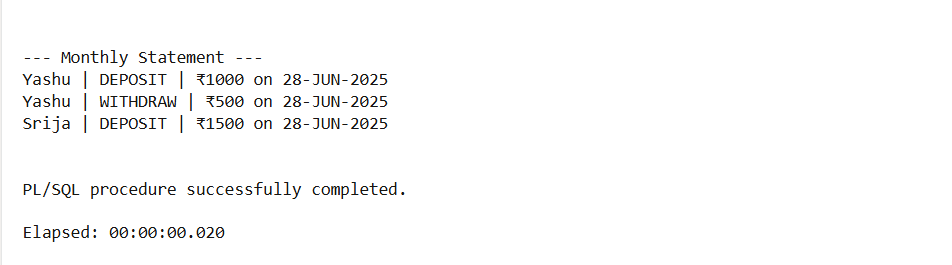 --- Monthly Statement ---
Yashu | DEPOSIT | ₹1000 on 28-JUN-2025
Yashu | WITHDRAW | ₹500 on 28-JUN-2025
Srija | DEPOSIT | ₹1500 on 28-JUN-2025
PL/SQL procedure successfully completed.
Elapsed: 00:00:00.020